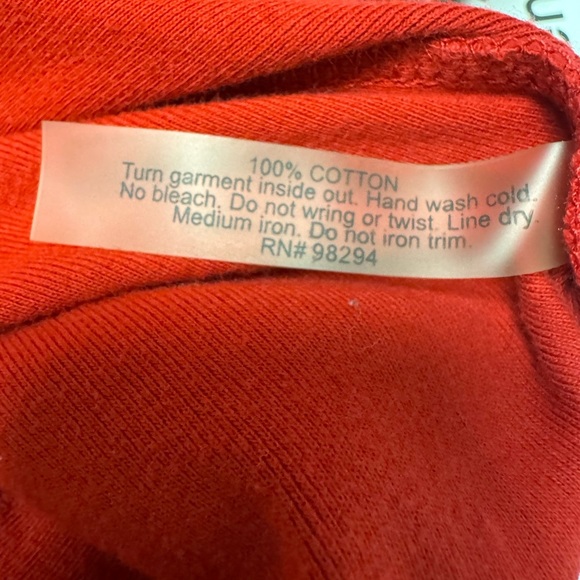 100% COTTON
Turn garment inside out. Hand wash cold.
No bleach. Do not wring or twist. Line dry.
Medium iron. Do not iron trim.
RN# 98294